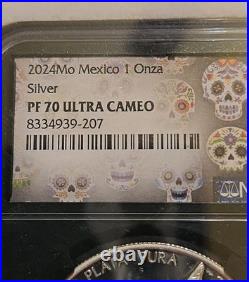 2024Mo Mexico 1 Onza
Silver
PF 70 ULTRA CAMEO
8334939-207
N
PLATA PURA